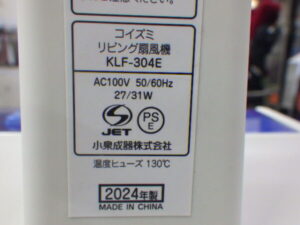 コイズミ
リビング扇風機
KLF-304E
AC100V 50/60Hz
27/31W
JET
PS
E
小泉成器株式会社
温度ヒューズ 130℃
2024年製
MADE IN CHINA